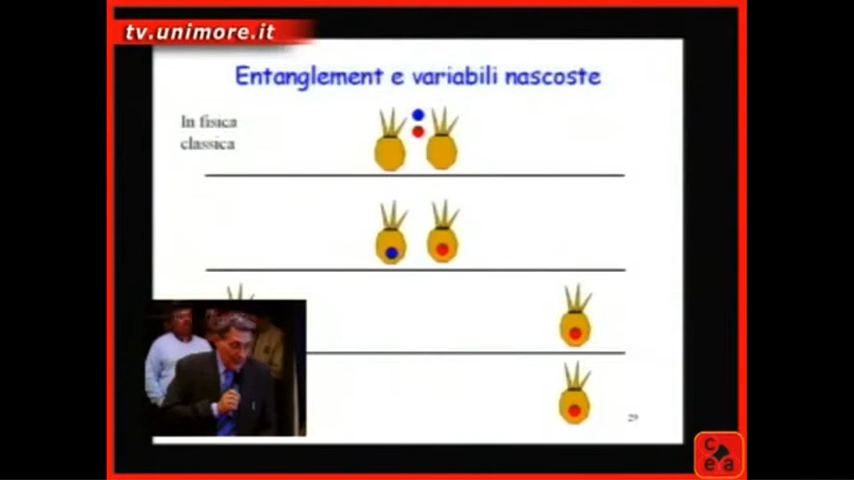 tv.unimore.it
Entanglement e variabili nascoste
In fisica
classica
29
c
e a